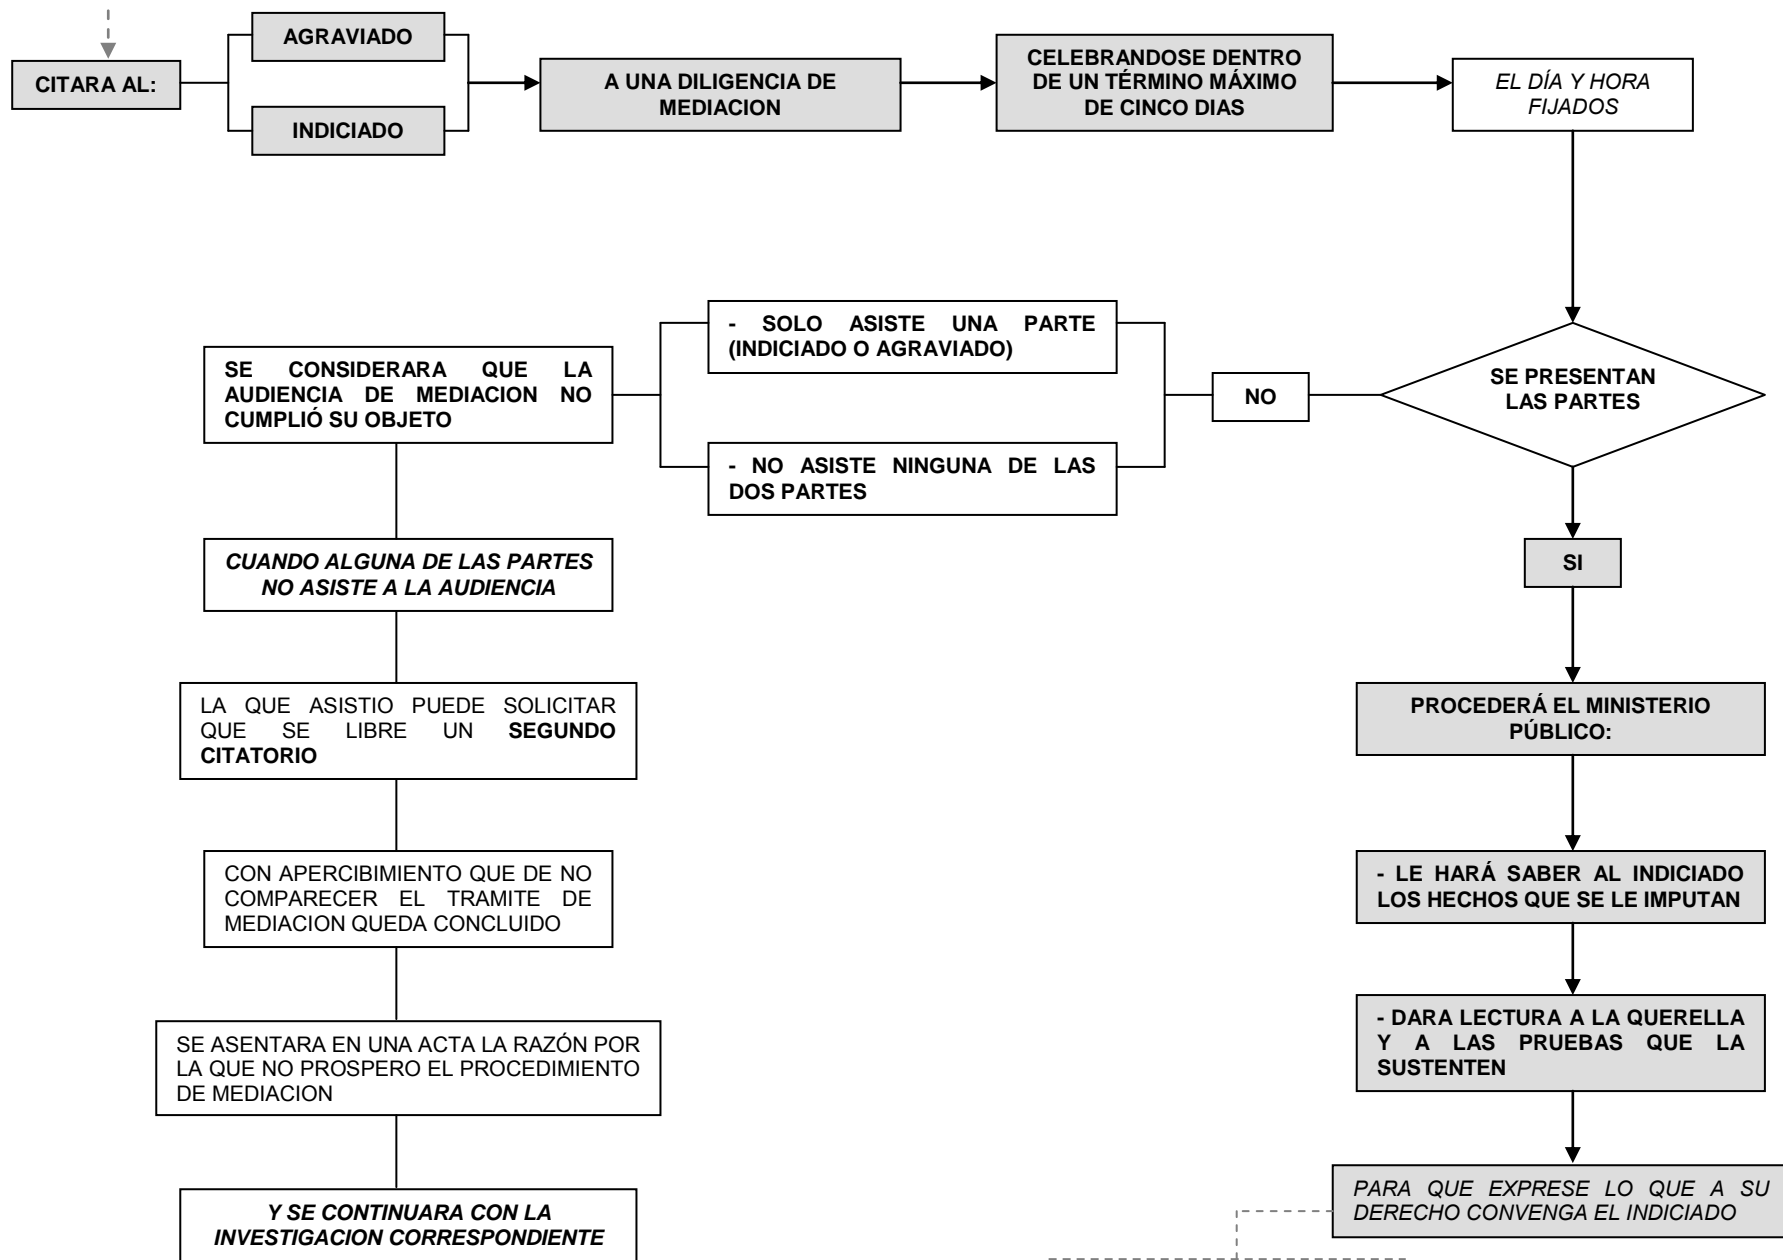 CITARA AL:
AGRAVIADO
INDICIADO
A UNA DILIGENCIA DE
MEDIACION
CELEBRANDOSE DENTRO
DE UN TÉRMINO MÁXIMO
DE CINCO DIAS
EL DÍA Y HORA
FIJADOS
SE PRESENTAN
LAS PARTES
NO
- SOLO ASISTE UNA PARTE
(INDICIADO O AGRAVIADO)
- NO ASISTE NINGUNA DE LAS
DOS PARTES
SE CONSIDERARA QUE LA
AUDIENCIA DE MEDIACION NO
CUMPLIÓ SU OBJETO
CUANDO ALGUNA DE LAS PARTES
NO ASISTE A LA AUDIENCIA
LA QUE ASISTIO PUEDE SOLICITAR
QUE SE LIBRE UN SEGUNDO
CITATORIO
CON APERCIBIMIENTO QUE DE NO
COMPARECER EL TRAMITE DE
MEDIACION QUEDA CONCLUIDO
SE ASENTARA EN UNA ACTA LA RAZÓN POR
LA QUE NO PROSPERO EL PROCEDIMIENTO
DE MEDIACION
Y SE CONTINUARA CON LA
INVESTIGACION CORRESPONDIENTE
SI
PROCEDERÁ EL MINISTERIO
PÚBLICO:
- LE HARÁ SABER AL INDICIADO
LOS HECHOS QUE SE LE IMPUTAN
- DARA LECTURA A LA QUERELLA
Y A LAS PRUEBAS QUE LA
SUSTENTEN
PARA QUE EXPRESE LO QUE A SU
DERECHO CONVENGA EL INDICIADO